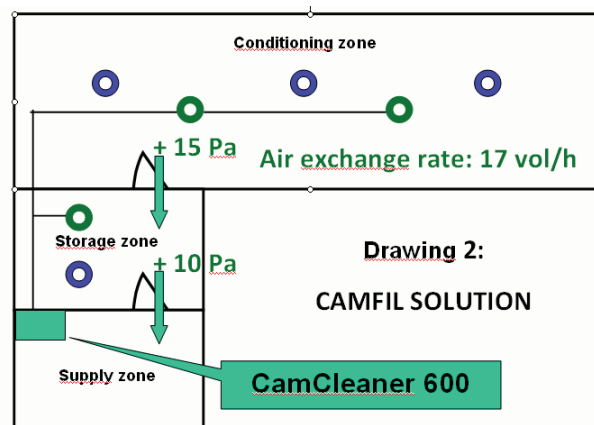 Conditioning zone
+ 15 Pa
Air exchange rate: 17 vol/h
Storage zone
Drawing 2:
+ 10 Pa
CAMFIL SOLUTION
Supply zone
CamCleaner 600